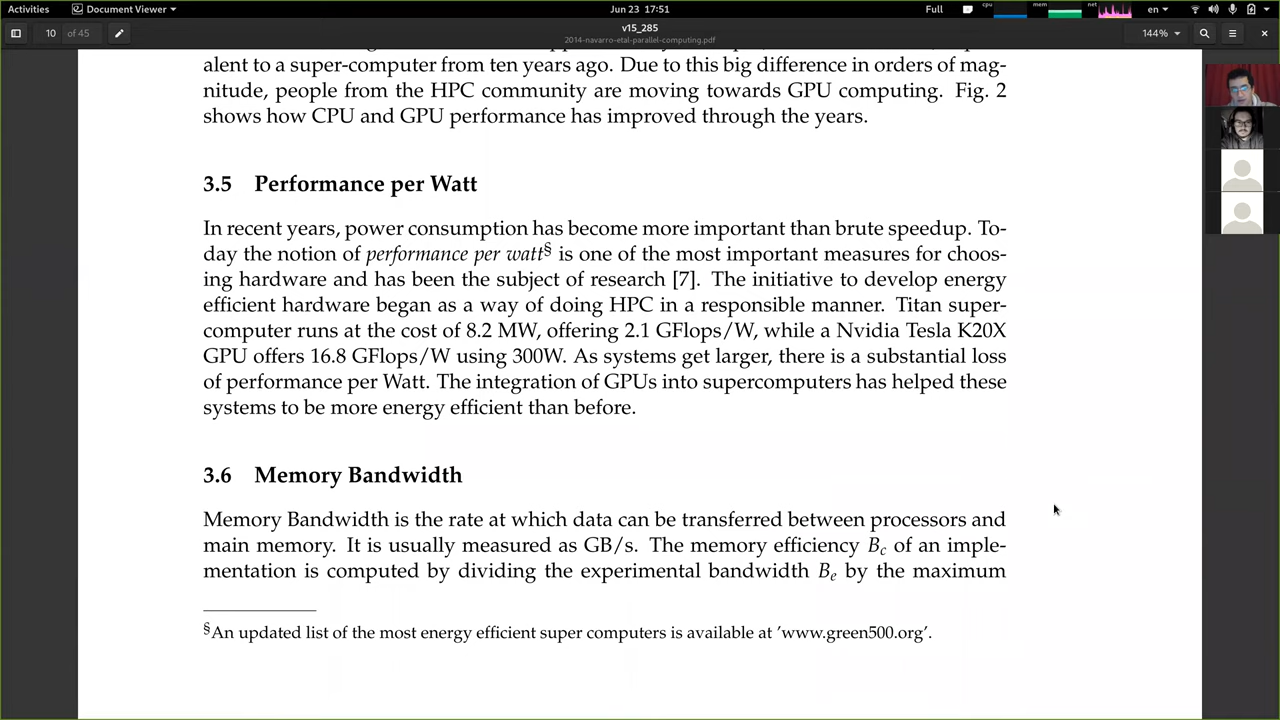 Activities
Document Viewer
Jun 23 17:51
Full
cpu
mem
net
en
10 of 45
v15_285
2014-navarro-etal-parallel-computing.pdf
144%
alent to a super-computer from ten years ago. Due to this big difference in orders of mag-
nitude, people from the HPC community are moving towards GPU computing. Fig. 2
shows how CPU and GPU performance has improved through the years.
3.5 Performance per Watt
In recent years, power consumption has become more important than brute speedup. To-
day the notion of performance per watt§ is one of the most important measures for choos-
ing hardware and has been the subject of research [7]. The initiative to develop energy
efficient hardware began as a way of doing HPC in a responsible manner. Titan super-
computer runs at the cost of 8.2 MW, offering 2.1 GFlops/W, while a Nvidia Tesla K20X
GPU offers 16.8 GFlops/W using 300W. As systems get larger, there is a substantial loss
of performance per Watt. The integration of GPUs into supercomputers has helped these
systems to be more energy efficient than before.
3.6 Memory Bandwidth
Memory Bandwidth is the rate at which data can be transferred between processors and
main memory. It is usually measured as GB/s. The memory efficiency Bc of an imple-
mentation is computed by dividing the experimental bandwidth Be by the maximum
§An updated list of the most energy efficient super computers is available at 'www.green500.org'.